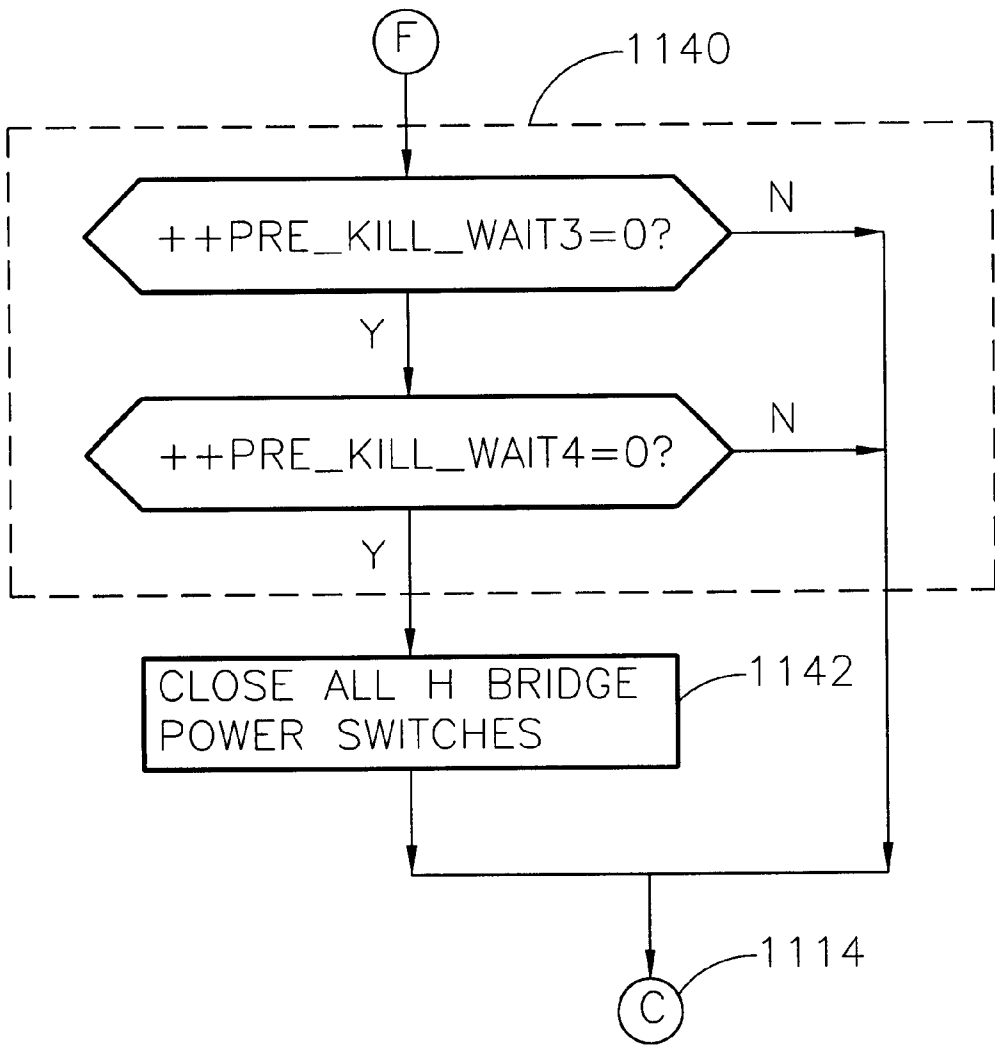 F
1140
++PRE_KILL_WAIT3=0?
N
Y
++PRE_KILL_WAIT4=0?
N
Y
CLOSE ALL H BRIDGE
POWER SWITCHES
1142
1114
C